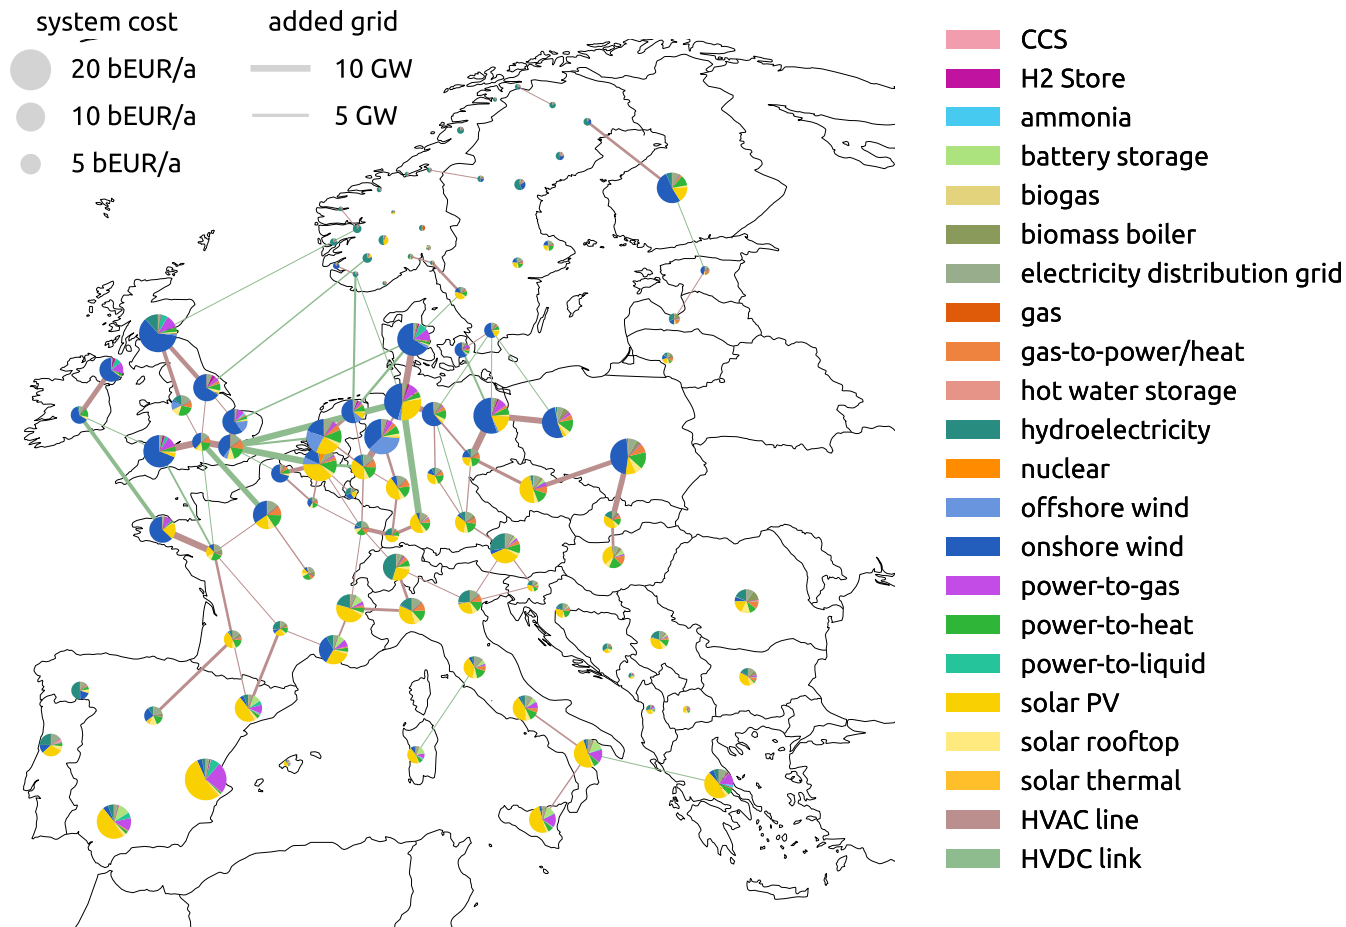 system cost
20 bEUR/a
10 bEUR/a
5 bEUR/a
added grid
10 GW
5 GW
CCS
H2 Store
ammonia
battery storage
biogas
biomass boiler
electricity distribution grid
gas
gas-to-power/heat
hot water storage
hydroelectricity
nuclear
offshore wind
onshore wind
power-to-gas
power-to-heat
power-to-liquid
solar PV
solar rooftop
solar thermal
HVAC line
HVDC link